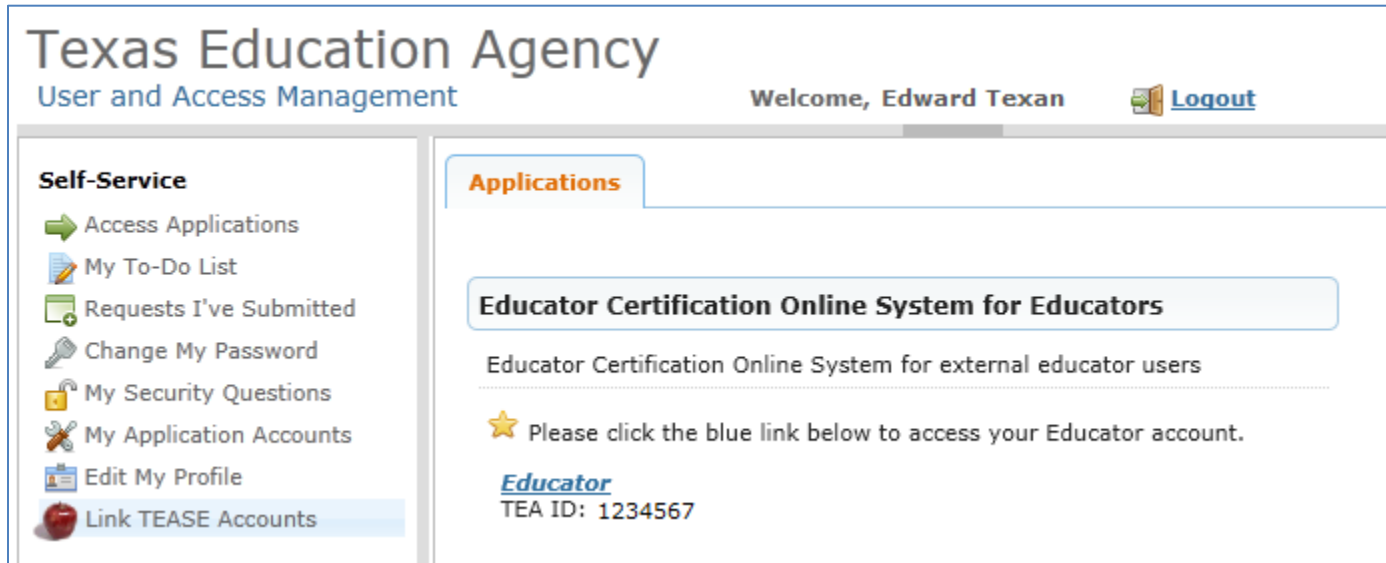 Texas Education Agency
User and Access Management
Welcome, Edward Texan
Logout
Self-Service
Access Applications
My To-Do List
Requests I've Submitted
Change My Password
My Security Questions
My Application Accounts
Edit My Profile
Link TEASE Accounts
Applications
Educator Certification Online System for Educators
Educator Certification Online System for external educator users
Please click the blue link below to access your Educator account.
Educator
TEA ID: 1234567